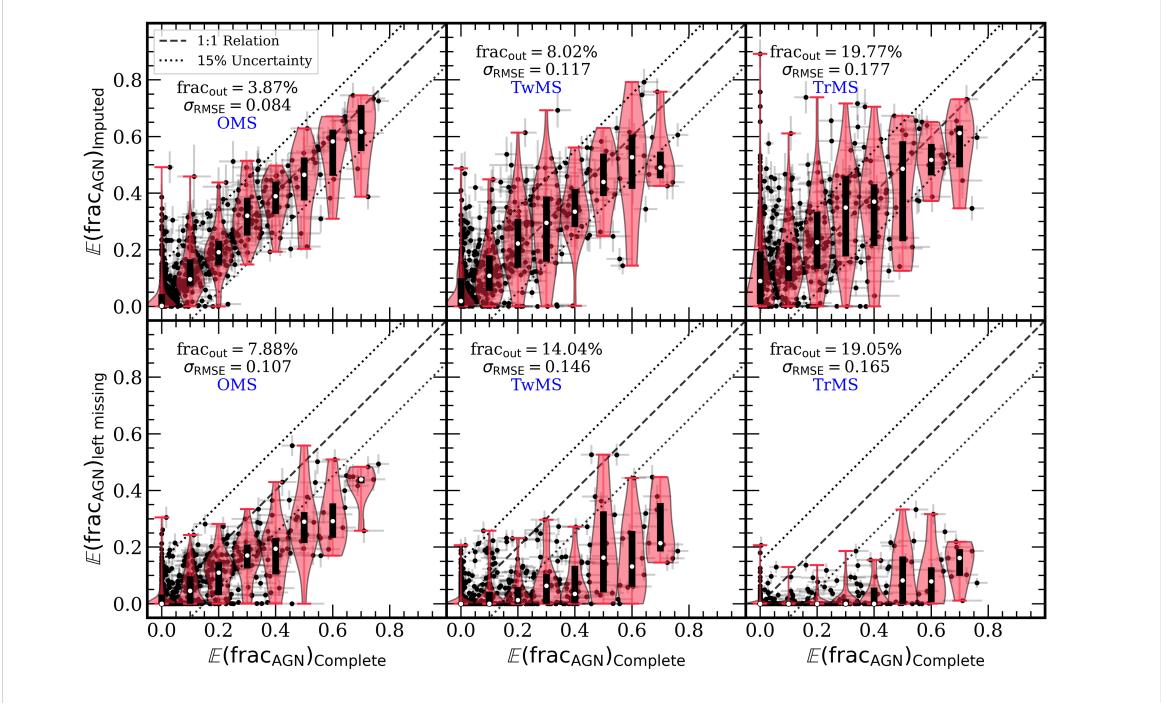 1:1 Relation
15% Uncertainty
frac_out = 3.87%
σ_RMSE = 0.084
OMS
frac_out = 8.02%
σ_RMSE = 0.117
TwMS
frac_out = 19.77%
σ_RMSE = 0.177
TrMS
𝔼(frac_AGN)_Imputed
0.8
0.6
0.4
0.2
0.0
frac_out = 7.88%
σ_RMSE = 0.107
OMS
frac_out = 14.04%
σ_RMSE = 0.146
TwMS
frac_out = 19.05%
σ_RMSE = 0.165
TrMS
𝔼(frac_AGN)_left missing
0.8
0.6
0.4
0.2
0.0
0.0 0.2 0.4 0.6 0.8 0.0 0.2 0.4 0.6 0.8 0.0 0.2 0.4 0.6 0.8
𝔼(frac_AGN)_Complete 𝔼(frac_AGN)_Complete 𝔼(frac_AGN)_Complete